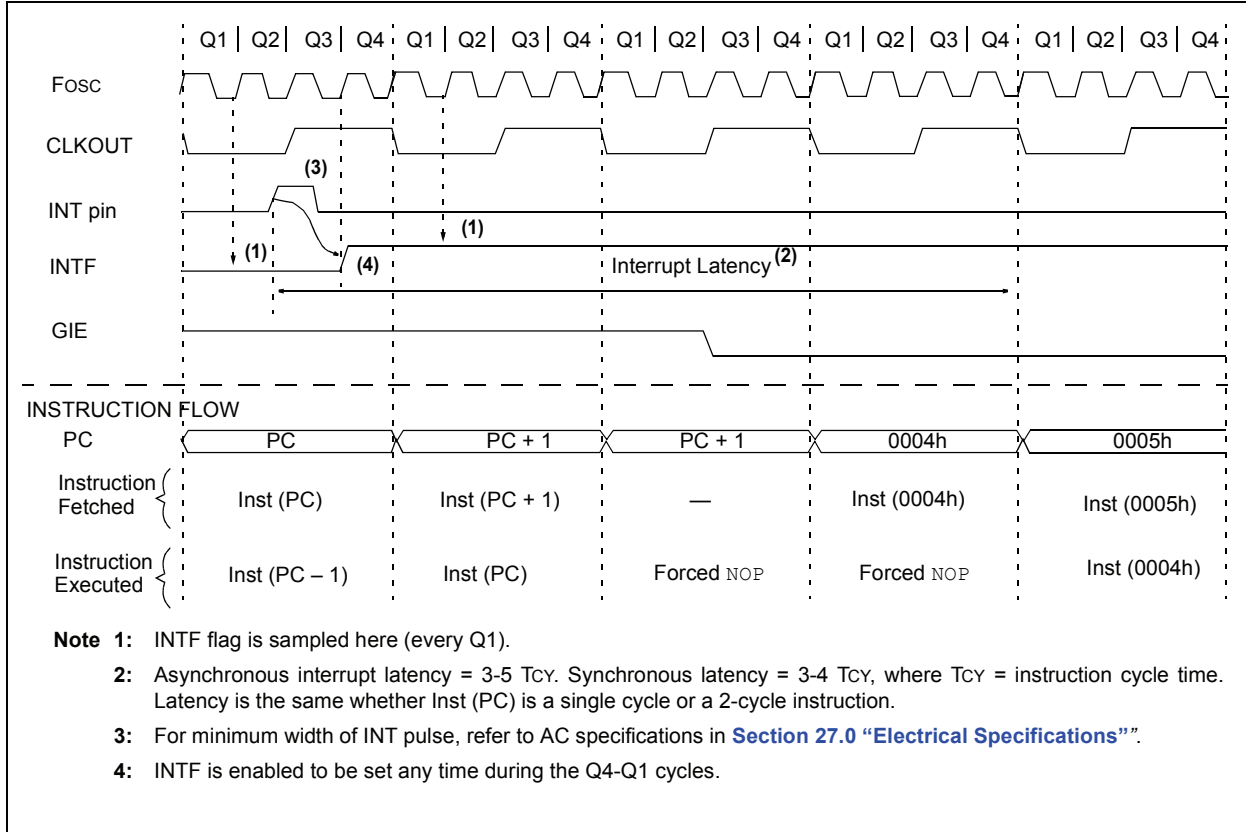 Q1 Q2 Q3 Q4 Q1 Q2 Q3 Q4 Q1 Q2 Q3 Q4 Q1 Q2 Q3 Q4 Q1 Q2 Q3 Q4
FOSC
CLKOUT
(3)
INT pin
(1)
(1)
INTF
(4)
Interrupt Latency(2)
GIE
INSTRUCTION FLOW
PC
PC
PC + 1
PC + 1
0004h
0005h
Instruction
Fetched
Inst (PC)
Inst (PC + 1)
—
Inst (0004h)
Inst (0005h)
Instruction
Executed
Inst (PC – 1)
Inst (PC)
Forced NOP
Forced NOP
Inst (0004h)
Note 1: INTF flag is sampled here (every Q1).
2: Asynchronous interrupt latency = 3-5 TCY. Synchronous latency = 3-4 TCY, where TCY = instruction cycle time.
Latency is the same whether Inst (PC) is a single cycle or a 2-cycle instruction.
3: For minimum width of INT pulse, refer to AC specifications in Section 27.0 “Electrical Specifications””.
4: INTF is enabled to be set any time during the Q4-Q1 cycles.